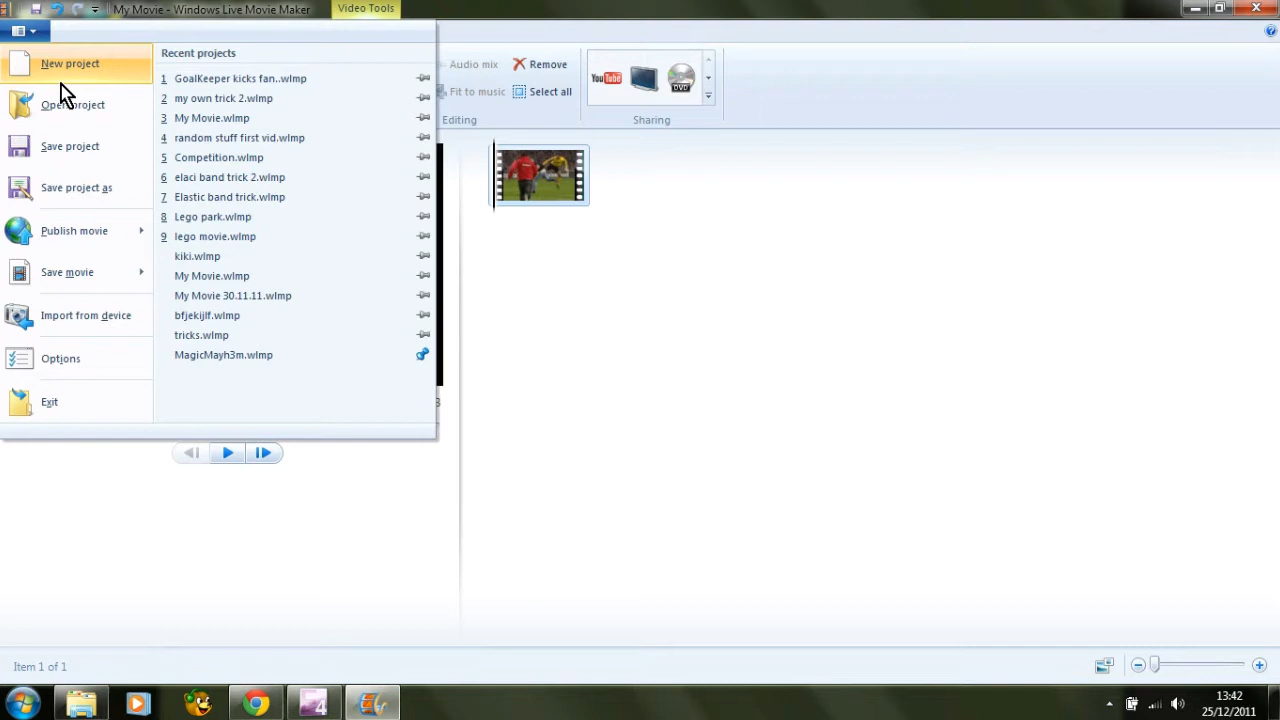 My Movie - Windows Live Movie Maker
Video Tools
New project
Open project
Save project
Save project as
Publish movie
Save movie
Import from device
Options
Exit
Recent projects
1 GoalKeeper kicks fan..wlmp
2 my own trick 2.wlmp
3 My Movie.wlmp
4 random stuff first vid.wlmp
5 Competition.wlmp
6 elaci band trick 2.wlmp
7 Elastic band trick.wlmp
8 Lego park.wlmp
9 lego movie.wlmp
kiki.wlmp
My Movie.wlmp
My Movie 30.11.11.wlmp
bfjekijlf.wlmp
tricks.wlmp
MagicMayh3m.wlmp
Audio mix
Remove
Fit to music
Select all
Editing
You Tube
DVD
Sharing
3
Item 1 of 1
4
13:42
25/12/2011